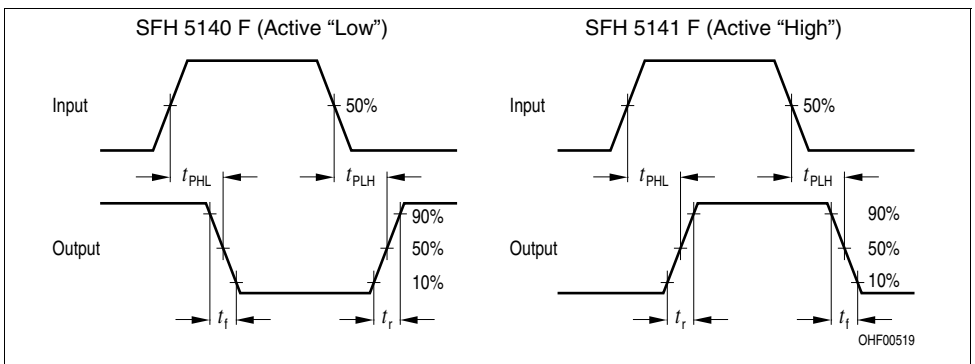 SFH 5140 F (Active “Low”)
Input
50%
tPHL
tPLH
Output
90%
50%
10%
tf
tr
SFH 5141 F (Active “High”)
Input
50%
tPHL
tPLH
Output
90%
50%
10%
tr
tf
OHF00519